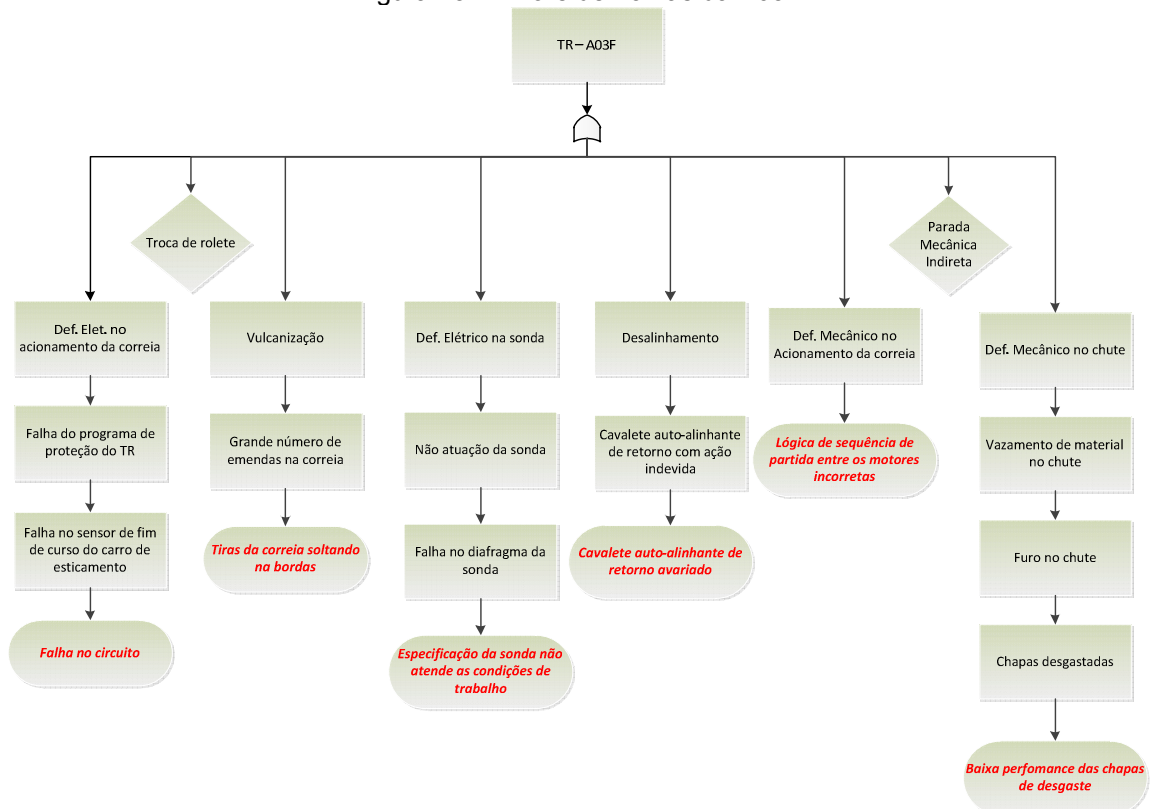 TR – A03F
Troca de rolete
Parada
Mecânica
Indireta
Def. Elet. no
acionamento da correia
Vulcanização
Def. Elétrico na sonda
Desalinhamento
Def. Mecânico no
Acionamento da correia
Def. Mecânico no chute
Falha do programa de
proteção do TR
Grande número de
emendas na correia
Não atuação da sonda
Cavalete auto-alinhante
de retorno com ação
indevida
Lógica de sequência de
partida entre os motores
incorretas
Vazamento de material
no chute
Falha no sensor de fim
de curso do carro de
esticamento
Tiras da correia soltando
na bordas
Falha no diafragma da
sonda
Cavalete auto-alinhante de
retorno avariado
Furo no chute
Falha no circuito
Especificação da sonda não
atende as condições de
trabalho
Chapas desgastadas
Baixa perfomance das chapas
de desgaste